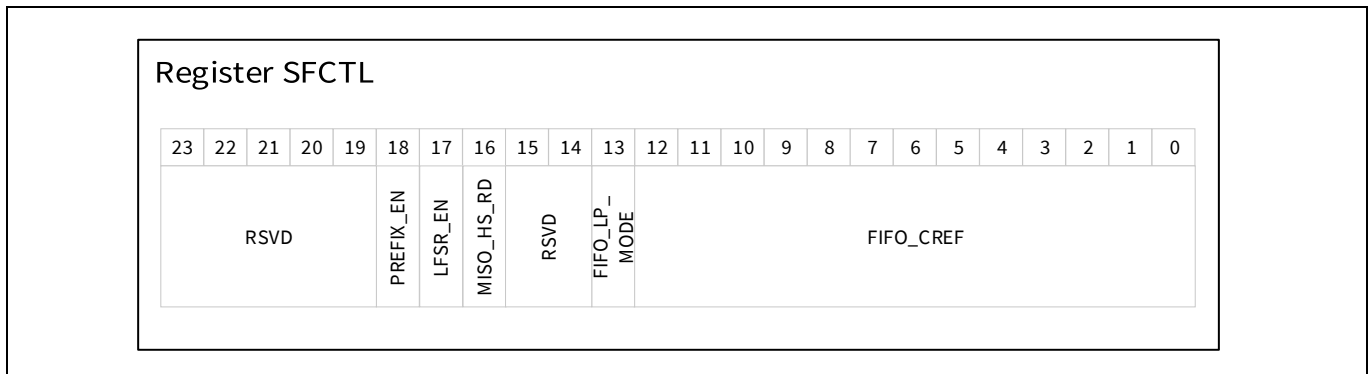 Register SFCTL
23 22 21 20 19 18 17 16 15 14 13 12 11 10 9 8 7 6 5 4 3 2 1 0
RSVD
PREFIX_EN
LFSR_EN
MISO_HS_RD
RSVD
FIFO_LP_
MODE
FIFO_CREF